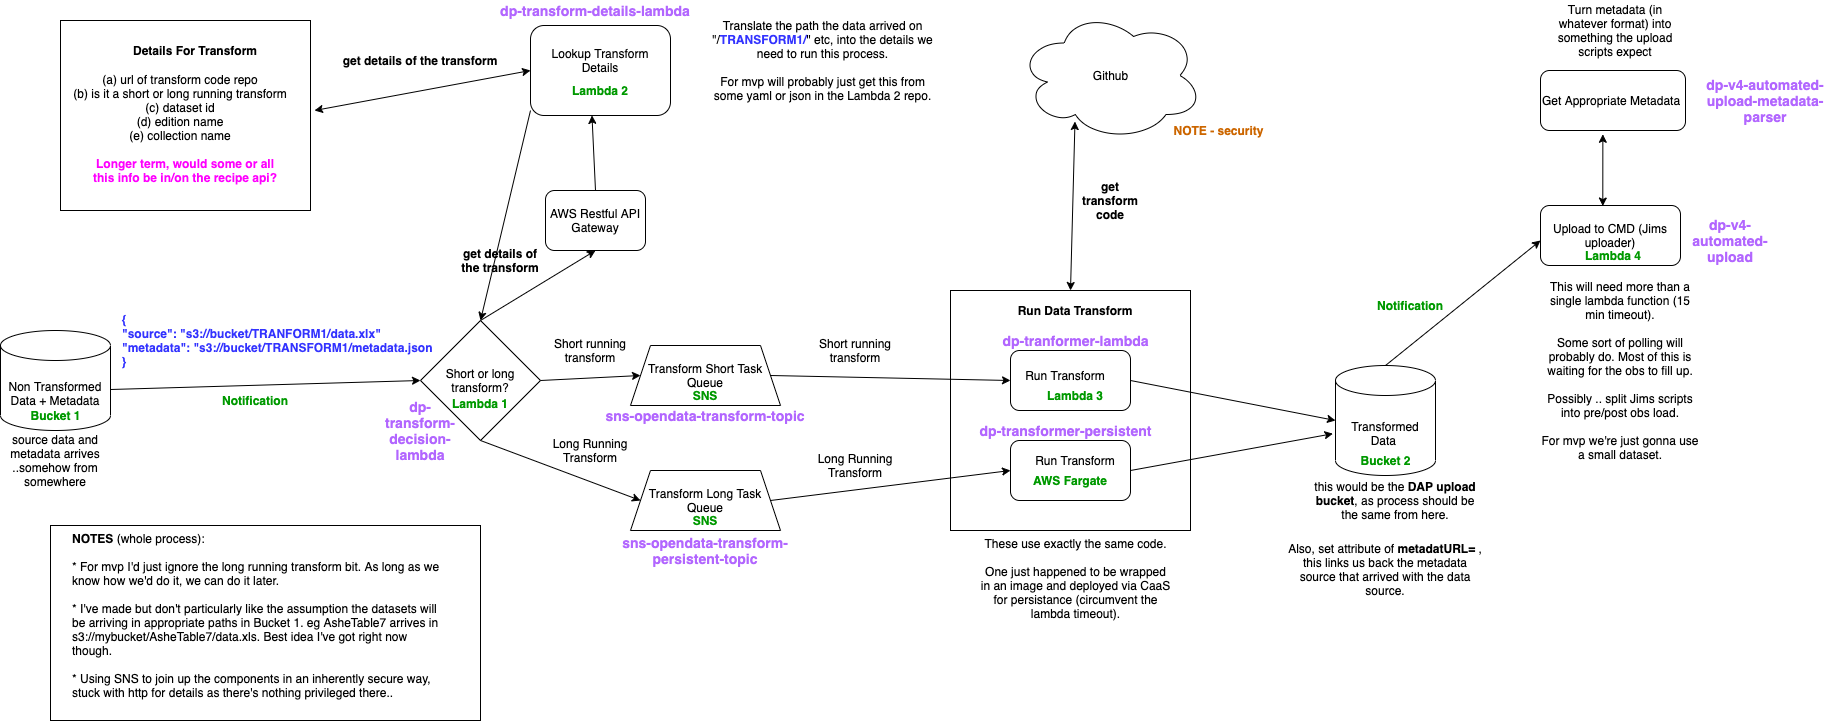 Details For Transform
(a) url of transform code repo
(b) is it a short or long running transform
(c) dataset id
(d) edition name
(e) collection name
Longer term, would some or all
this info be in/on the recipe api?
get details of the transform
dp-transform-details-lambda
Lookup Transform
Details
Lambda 2
Translate the path the data arrived on
"/TRANSFORM1/" etc, into the details we
need to run this process.
For mvp will probably just get this from
some yaml or json in the Lambda 2 repo.
AWS Restful API
Gateway
get details of
the transform
Github
NOTE - security
get
transform
code
Turn metadata (in
whatever format) into
something the upload
scripts expect
Get Appropriate Metadata
dp-v4-automated-
upload-metadata-
parser
Upload to CMD (Jims
uploader)
Lambda 4
dp-v4-
automated-
upload
This will need more than a
single lambda function (15
min timeout).
Some sort of polling will
probably do. Most of this is
waiting for the obs to fill up.
Possibly .. split Jims scripts
into pre/post obs load.
For mvp we're just gonna use
a small dataset.
Notification
{
"source": "s3://bucket/TRANFORM1/data.xlx"
"metadata": "s3://bucket/TRANSFORM1/metadata.json
}
Non Transformed
Data + Metadata
Bucket 1
source data and
metadata arrives
..somehow from
somewhere
Notification
Short or long
transform?
Lambda 1
dp-
transform-
decision-
lambda
Short running
transform
Transform Short Task
Queue
SNS
sns-opendata-transform-topic
Short running
transform
Long Running
Transform
Transform Long Task
Queue
SNS
sns-opendata-transform-
persistent-topic
Long Running
Transform
Run Data Transform
dp-tranformer-lambda
Run Transform
Lambda 3
dp-transformer-persistent
Run Transform
AWS Fargate
These use exactly the same code.
One just happened to be wrapped
in an image and deployed via CaaS
for persistance (circumvent the
lambda timeout).
Transformed
Data
Bucket 2
this would be the DAP upload
bucket, as process should be
the same from here.
Also, set attribute of metadatURL= ,
this links us back the metadata
source that arrived with the data
source.
NOTES (whole process):
* For mvp I'd just ignore the long running transform bit. As long as we
know how we'd do it, we can do it later.
* I've made but don't particularly like the assumption the datasets will
be arriving in appropriate paths in Bucket 1. eg AsheTable7 arrives in
s3://mybucket/AsheTable7/data.xls. Best idea I've got right now
though.
* Using SNS to join up the components in an inherently secure way,
stuck with http for details as there's nothing privileged there..